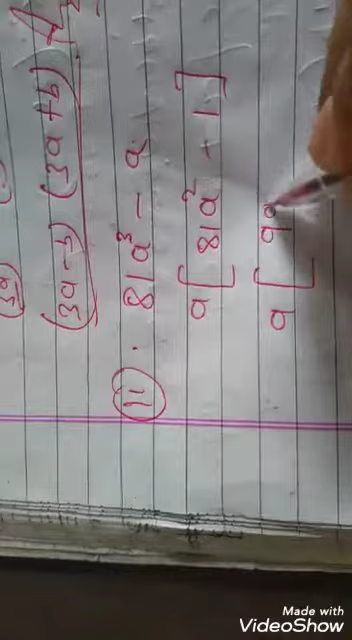 (3a-b) (3a+b)
11. 81a³ - a
a [81a² - 1]
a [9a
Made with
VideoShow